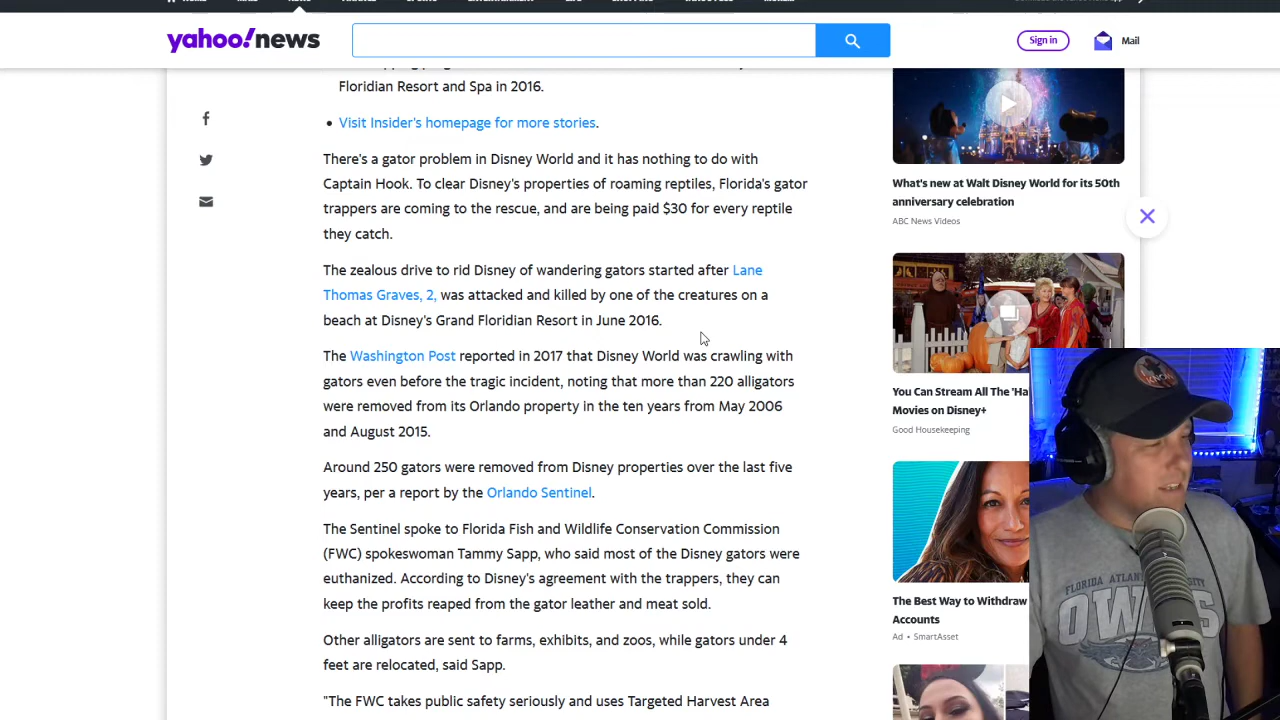 yahoo!news
Sign in
Mail
Floridian Resort and Spa in 2016.
• Visit Insider's homepage for more stories.
There's a gator problem in Disney World and it has nothing to do with
Captain Hook. To clear Disney's properties of roaming reptiles, Florida's gator
trappers are coming to the rescue, and are being paid $30 for every reptile
they catch.
The zealous drive to rid Disney of wandering gators started after Lane
Thomas Graves, 2, was attacked and killed by one of the creatures on a
beach at Disney's Grand Floridian Resort in June 2016.
The Washington Post reported in 2017 that Disney World was crawling with
gators even before the tragic incident, noting that more than 220 alligators
were removed from its Orlando property in the ten years from May 2006
and August 2015.
Around 250 gators were removed from Disney properties over the last five
years, per a report by the Orlando Sentinel.
The Sentinel spoke to Florida Fish and Wildlife Conservation Commission
(FWC) spokeswoman Tammy Sapp, who said most of the Disney gators were
euthanized. According to Disney's agreement with the trappers, they can
keep the profits reaped from the gator leather and meat sold.
Other alligators are sent to farms, exhibits, and zoos, while gators under 4
feet are relocated, said Sapp.
"The FWC takes public safety seriously and uses Targeted Harvest Area
What's new at Walt Disney World for its 50th
anniversary celebration
ABC News Videos
You Can Stream All The 'Ha
Movies on Disney+
Good Housekeeping
The Best Way to Withdraw
Accounts
Ad • SmartAsset
FLORIDA ATLAN
OWLS